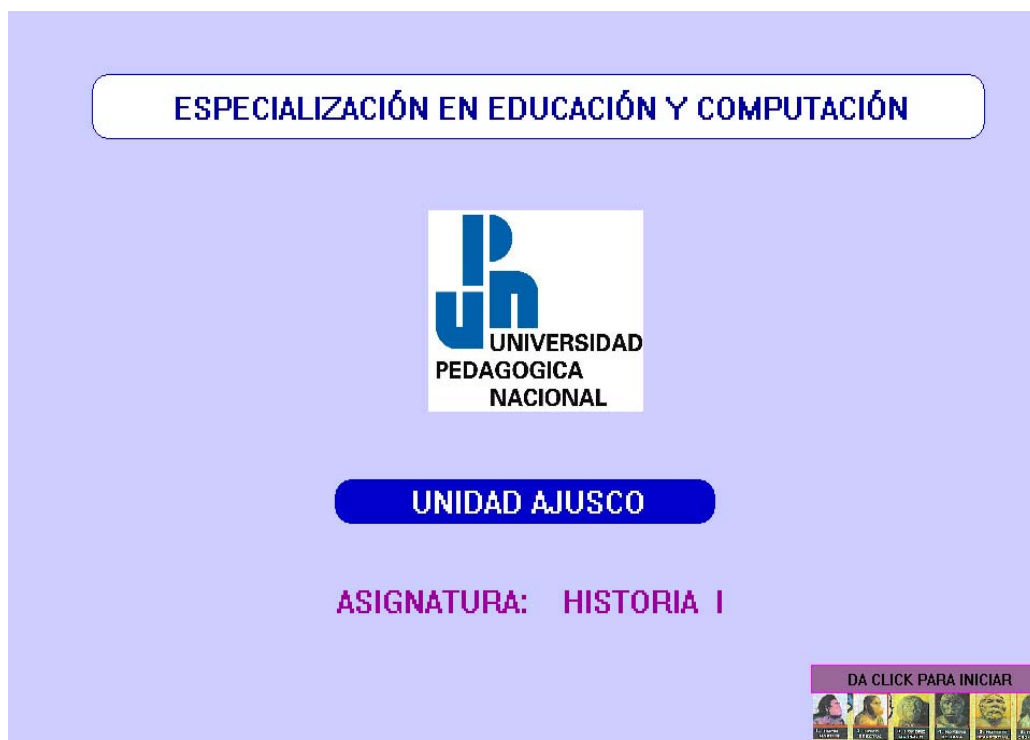 ESPECIALIZACIÓN EN EDUCACIÓN Y COMPUTACIÓN
UNIVERSIDAD
PEDAGOGICA
NACIONAL
UNIDAD AJUSCO
ASIGNATURA: HISTORIA I
DA CLICK PARA INICIAR